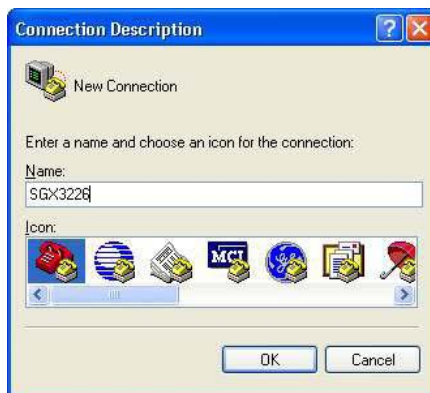 Connection Description
New Connection
Enter a name and choose an icon for the connection:
Name:
SGX3226
Icon:
MCI
OK
Cancel